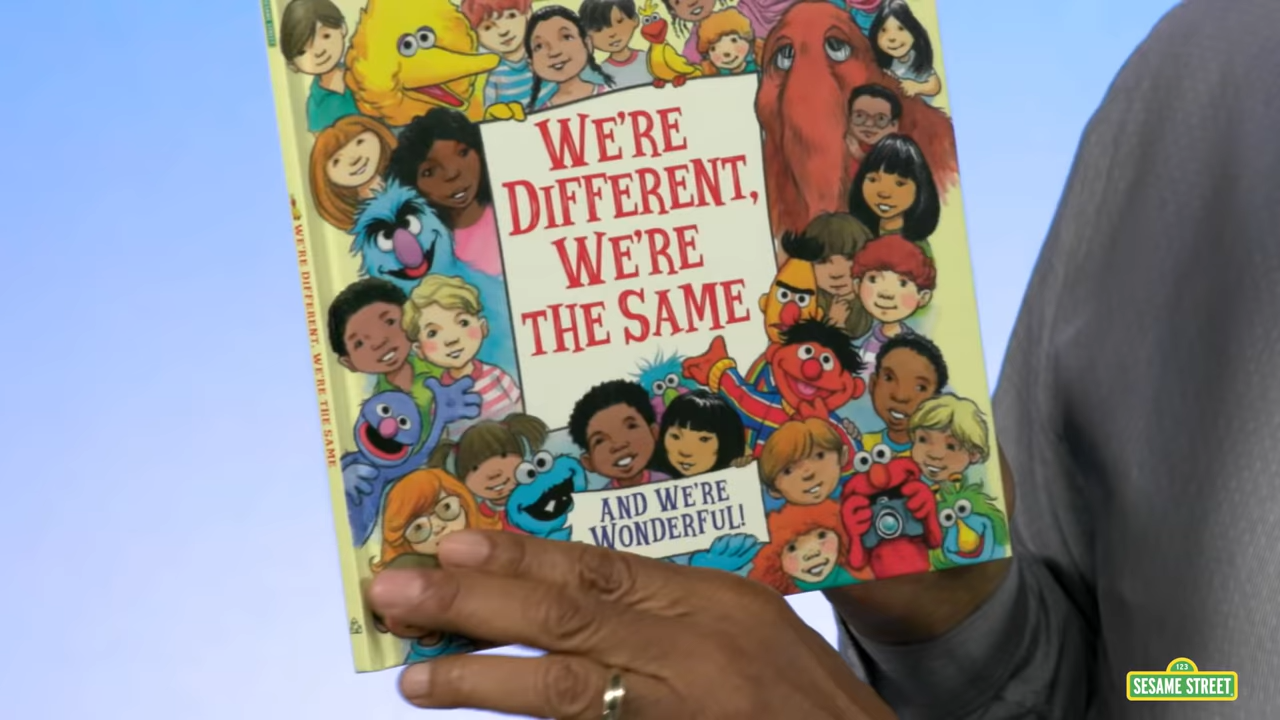 WE'RE
DIFFERENT,
WE'RE
THE SAME
AND WE'RE
WONDERFUL!
WE'RE DIFFERENT, WE'RE THE SAME
123
SESAME STREET